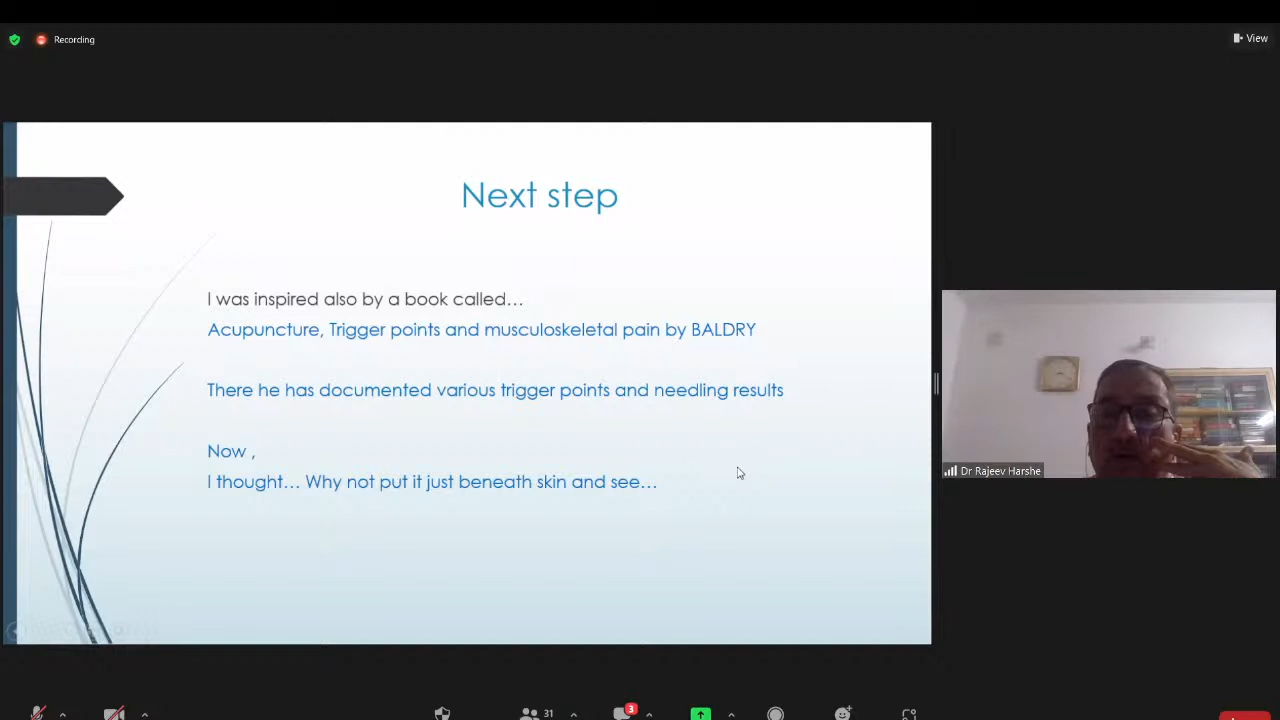 Recording
View
Next step
I was inspired also by a book called...
Acupuncture, Trigger points and musculoskeletal pain by BALDRY
There he has documented various trigger points and needling results
Now ,
I thought... Why not put it just beneath skin and see...
Dr Rajeev Harshe
31
3